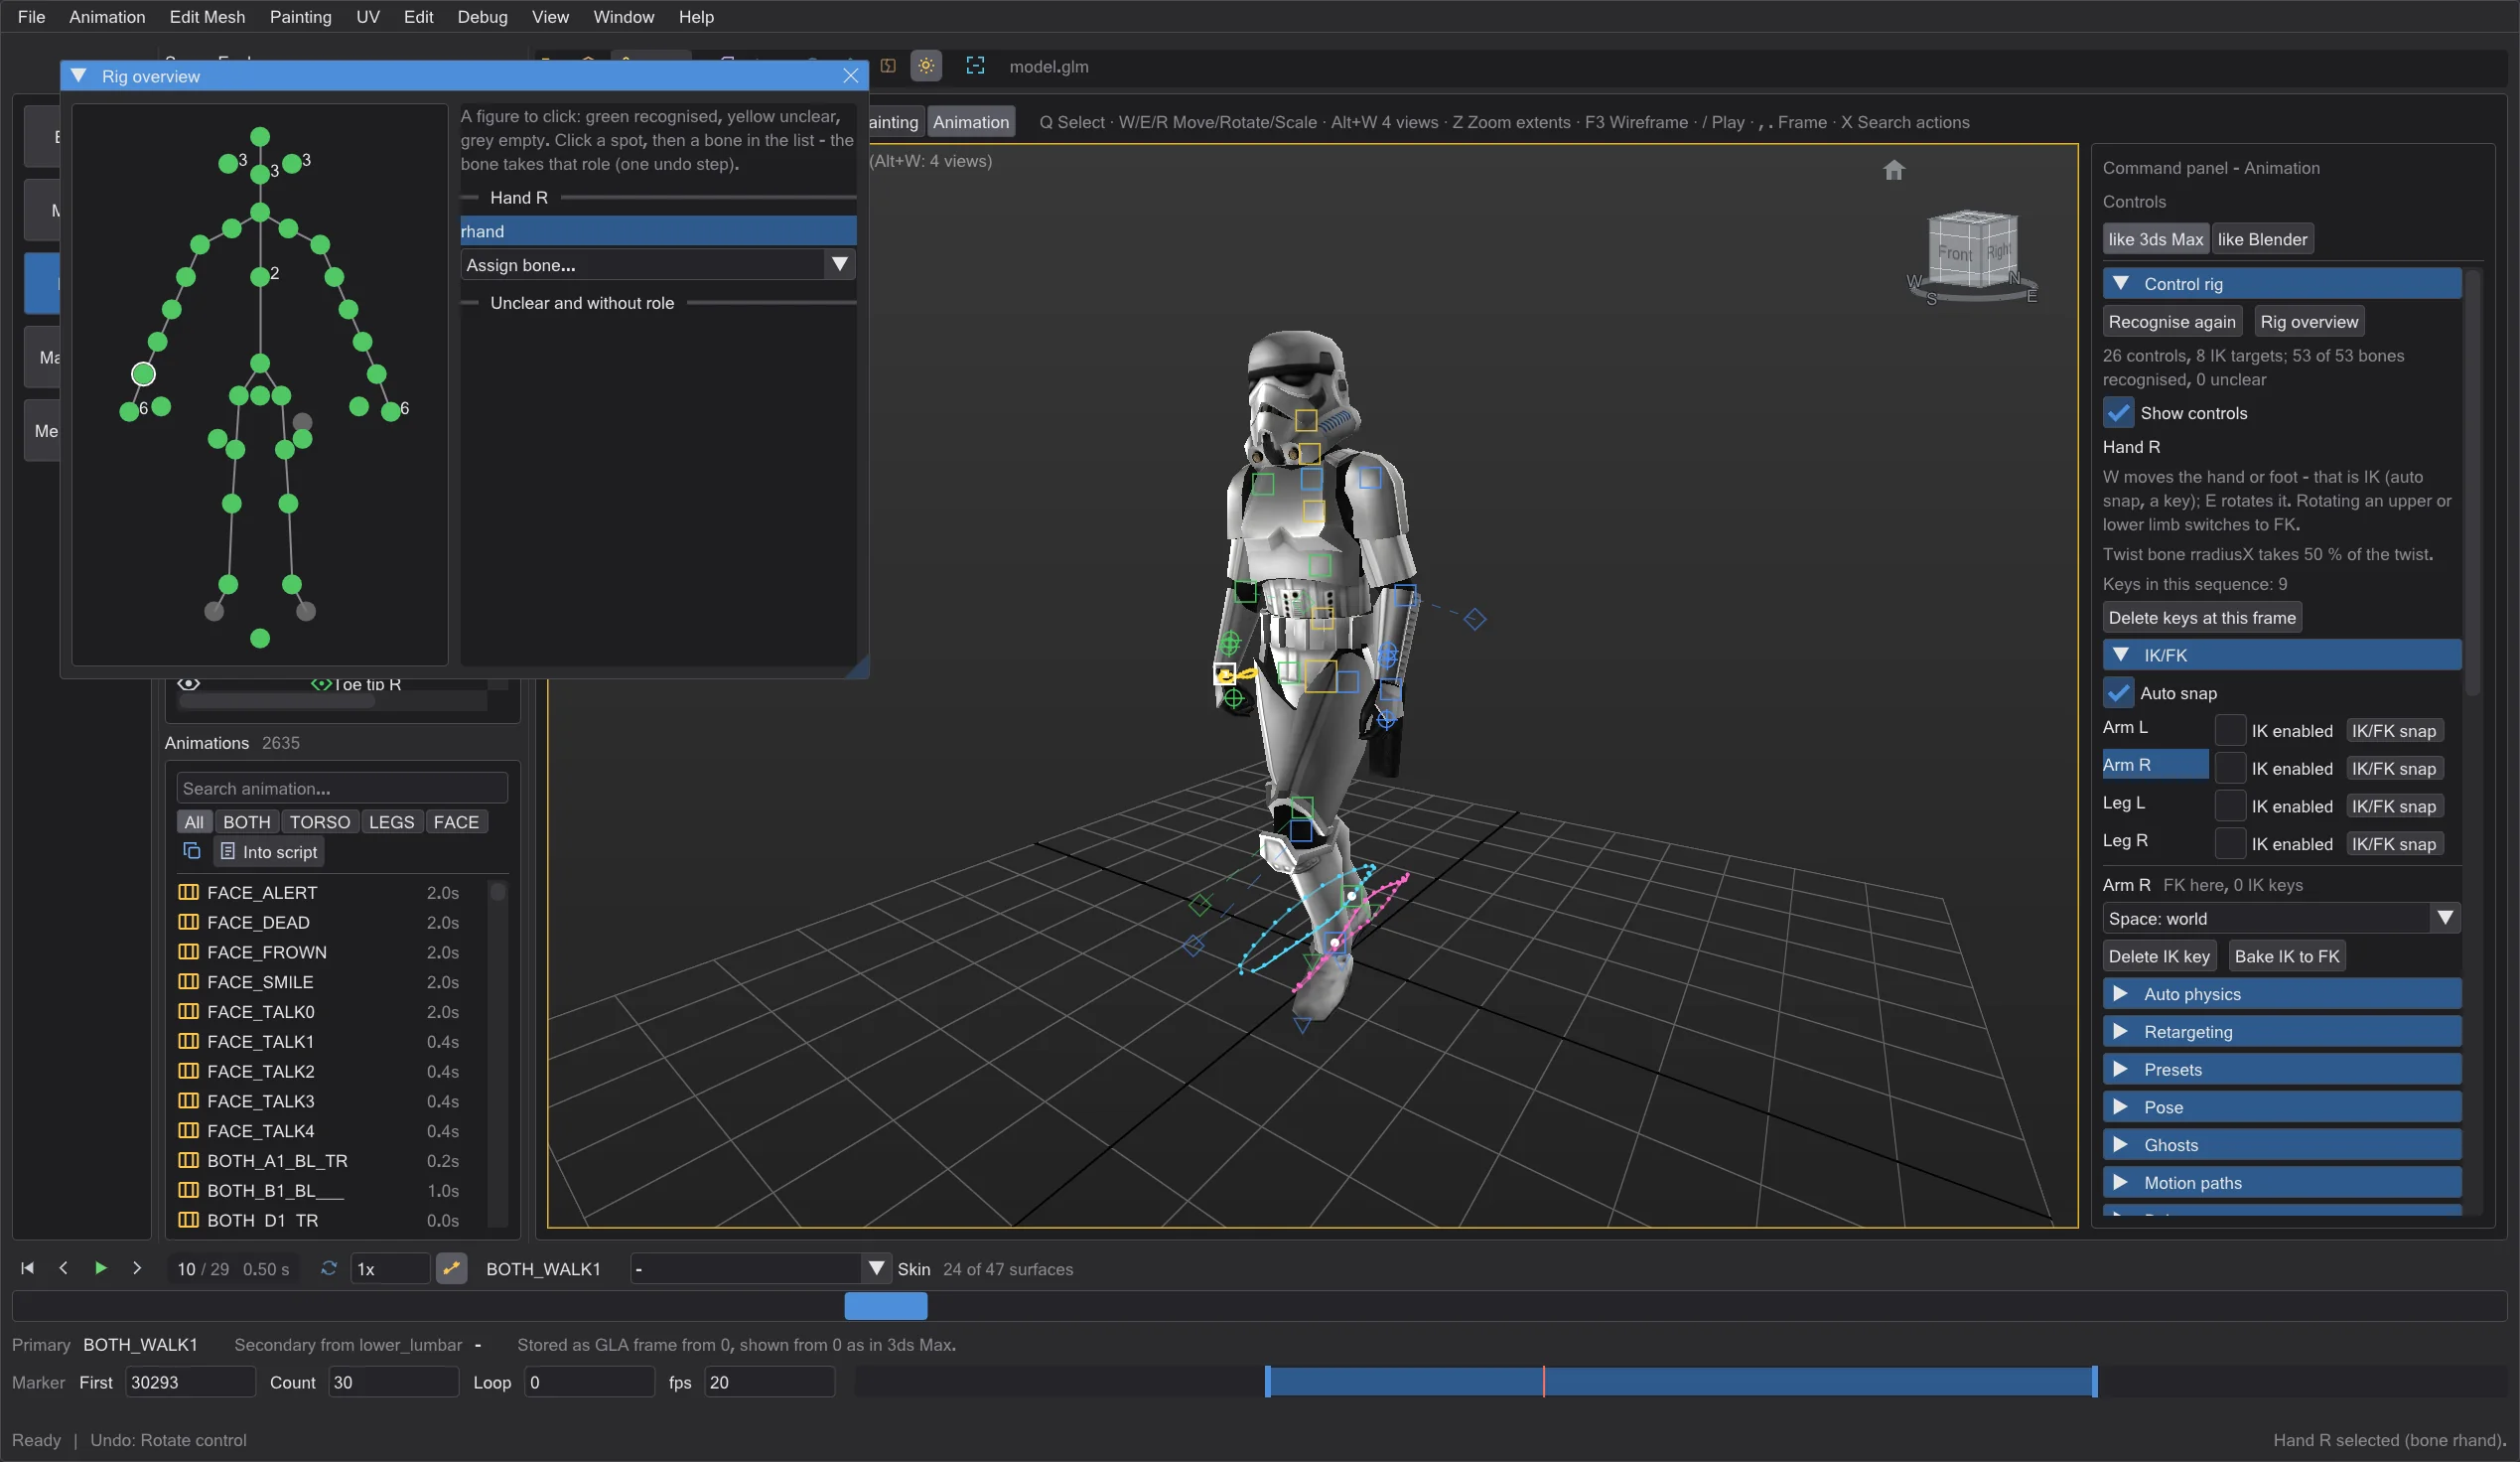 File Animation Edit Mesh Painting UV Edit Debug View Window Help
model.glm
Rig overview
3 3
3
2
6 6
A figure to click: green recognised, yellow unclear,
grey empty. Click a spot, then a bone in the list - the
bone takes that role (one undo step).
Hand R
rhand
Assign bone...
Unclear and without role
ainting Animation Q Select · W/E/R Move/Rotate/Scale · Alt+W 4 views · Z Zoom extents · F3 Wireframe · / Play · , . Frame · X Search actions
(Alt+W: 4 views)
Front Right
W S N E
Ma
Me
Toe tip R
Animations 2635
Search animation...
All BOTH TORSO LEGS FACE
Into script
FACE_ALERT 2.0s
FACE_DEAD 2.0s
FACE_FROWN 2.0s
FACE_SMILE 2.0s
FACE_TALK0 2.0s
FACE_TALK1 0.4s
FACE_TALK2 0.4s
FACE_TALK3 0.4s
FACE_TALK4 0.4s
BOTH_A1_BL_TR 0.2s
BOTH_B1_BL___ 1.0s
BOTH_D1_TR 0.0s
Command panel - Animation
Controls
like 3ds Max like Blender
Control rig
Recognise again Rig overview
26 controls, 8 IK targets; 53 of 53 bones
recognised, 0 unclear
Show controls
Hand R
W moves the hand or foot - that is IK (auto
snap, a key); E rotates it. Rotating an upper or
lower limb switches to FK.
Twist bone rradiusX takes 50 % of the twist.
Keys in this sequence: 9
Delete keys at this frame
IK/FK
Auto snap
Arm L IK enabled IK/FK snap
Arm R IK enabled IK/FK snap
Leg L IK enabled IK/FK snap
Leg R IK enabled IK/FK snap
Arm R FK here, 0 IK keys
Space: world
Delete IK key Bake IK to FK
Auto physics
Retargeting
Presets
Pose
Ghosts
Motion paths
10 / 29 0.50 s 1x BOTH_WALK1 - Skin 24 of 47 surfaces
Primary BOTH_WALK1 Secondary from lower_lumbar - Stored as GLA frame from 0, shown from 0 as in 3ds Max.
Marker First 30293 Count 30 Loop 0 fps 20
Ready | Undo: Rotate control
Hand R selected (bone rhand).